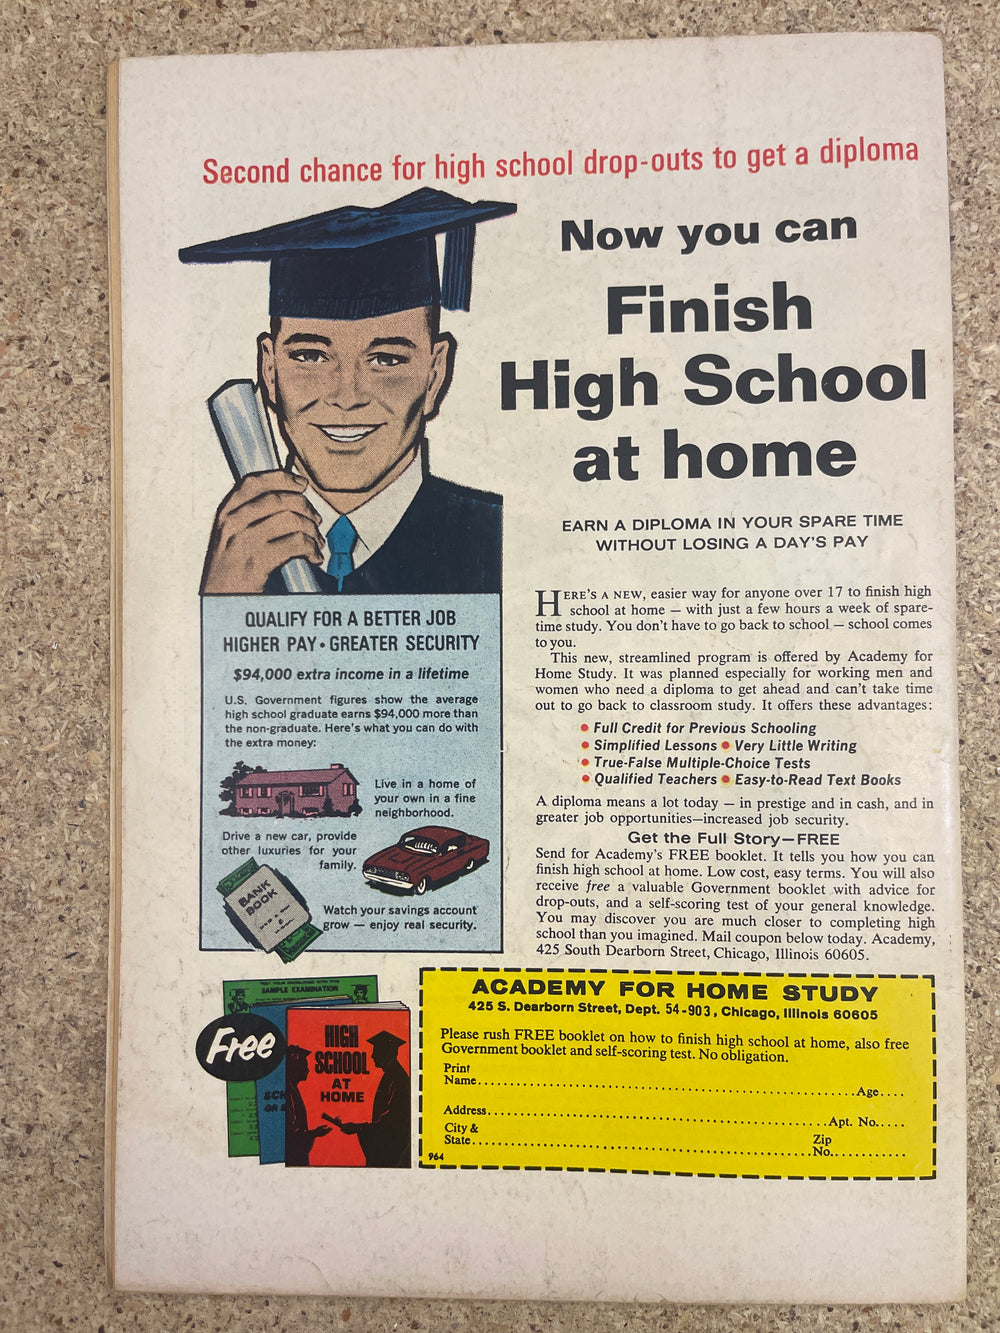 Second chance for high school drop-outs to get a diploma
Now you can
Finish
High School
at home
EARN A DIPLOMA IN YOUR SPARE TIME
WITHOUT LOSING A DAY'S PAY
QUALIFY FOR A BETTER JOB
HIGHER PAY • GREATER SECURITY
$94,000 extra income in a lifetime
U.S. Government figures show the average
high school graduate earns $94,000 more than
the non-graduate. Here's what you can do with
the extra money:
Live in a home of
your own in a fine
neighborhood.
Drive a new car, provide
other luxuries for your
family.
BANK
BOOK
Watch your savings account
grow — enjoy real security.
HERE'S A NEW, easier way for anyone over 17 to finish high
school at home — with just a few hours a week of spare-
time study. You don't have to go back to school — school comes
to you.
This new, streamlined program is offered by Academy for
Home Study. It was planned especially for working men and
women who need a diploma to get ahead and can't take time
out to go back to classroom study. It offers these advantages:
• Full Credit for Previous Schooling
• Simplified Lessons • Very Little Writing
• True-False Multiple-Choice Tests
• Qualified Teachers • Easy-to-Read Text Books
A diploma means a lot today — in prestige and in cash, and in
greater job opportunities—increased job security.
Get the Full Story—FREE
Send for Academy's FREE booklet. It tells you how you can
finish high school at home. Low cost, easy terms. You will also
receive free a valuable Government booklet with advice for
drop-outs, and a self-scoring test of your general knowledge.
You may discover you are much closer to completing high
school than you imagined. Mail coupon below today. Academy,
425 South Dearborn Street, Chicago, Illinois 60605.
TEST YOUR KNOWLEDGE WITH THIS
SAMPLE EXAMINATION
Free
HIGH
SCHOOL
AT
HOME
SCH
OR
ACADEMY FOR HOME STUDY
425 S. Dearborn Street, Dept. 54-903, Chicago, Illinois 60605
Please rush FREE booklet on how to finish high school at home, also free
Government booklet and self-scoring test. No obligation.
Print
Name..........Age....
Address..........Apt. No.....
City &
State..........Zip No..........
964